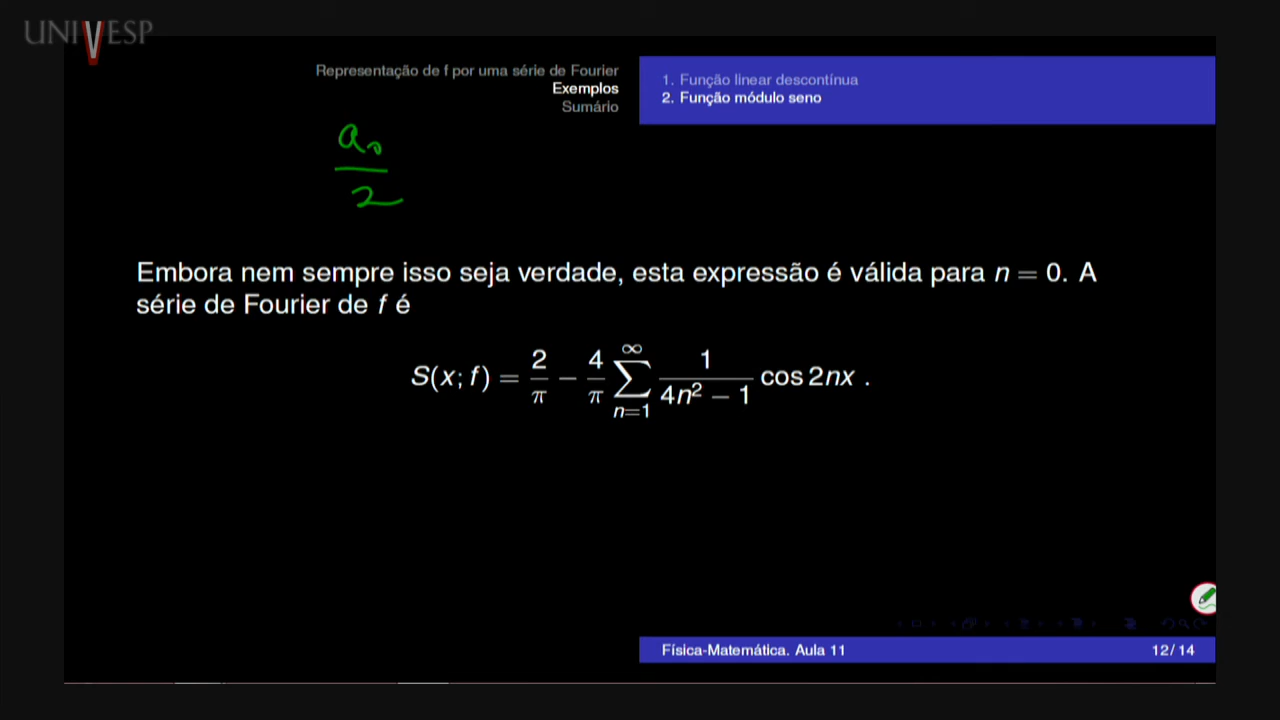 UNIVESP
Representação de f por uma série de Fourier
Exemplos
Sumário
1. Função linear descontínua
2. Função módulo seno
a₀
2
Embora nem sempre isso seja verdade, esta expressão é válida para n = 0. A
série de Fourier de f é
S(x; f) = 2/π − 4/π ∑_{n=1}^{∞} 1/(4n² − 1) cos 2nx .
Física-Matemática. Aula 11
12/14